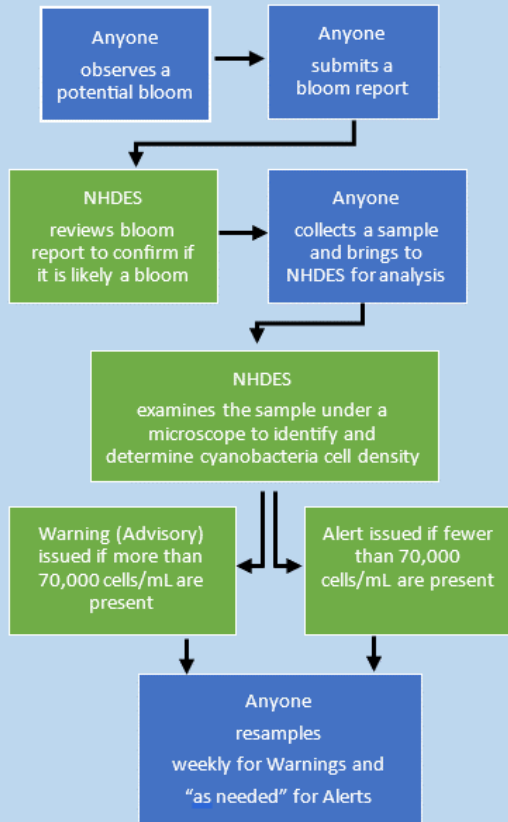 Anyone
observes a
potential bloom
Anyone
submits a
bloom report
NHDES
reviews bloom
report to confirm if
it is likely a bloom
Anyone
collects a sample
and brings to
NHDES for analysis
NHDES
examines the sample under a
microscope to identify and
determine cyanobacteria cell density
Warning (Advisory)
issued if more than
70,000 cells/mL are
present
Alert issued if fewer
than 70,000
cells/mL are present
Anyone
resamples
weekly for Warnings and
“as needed” for Alerts